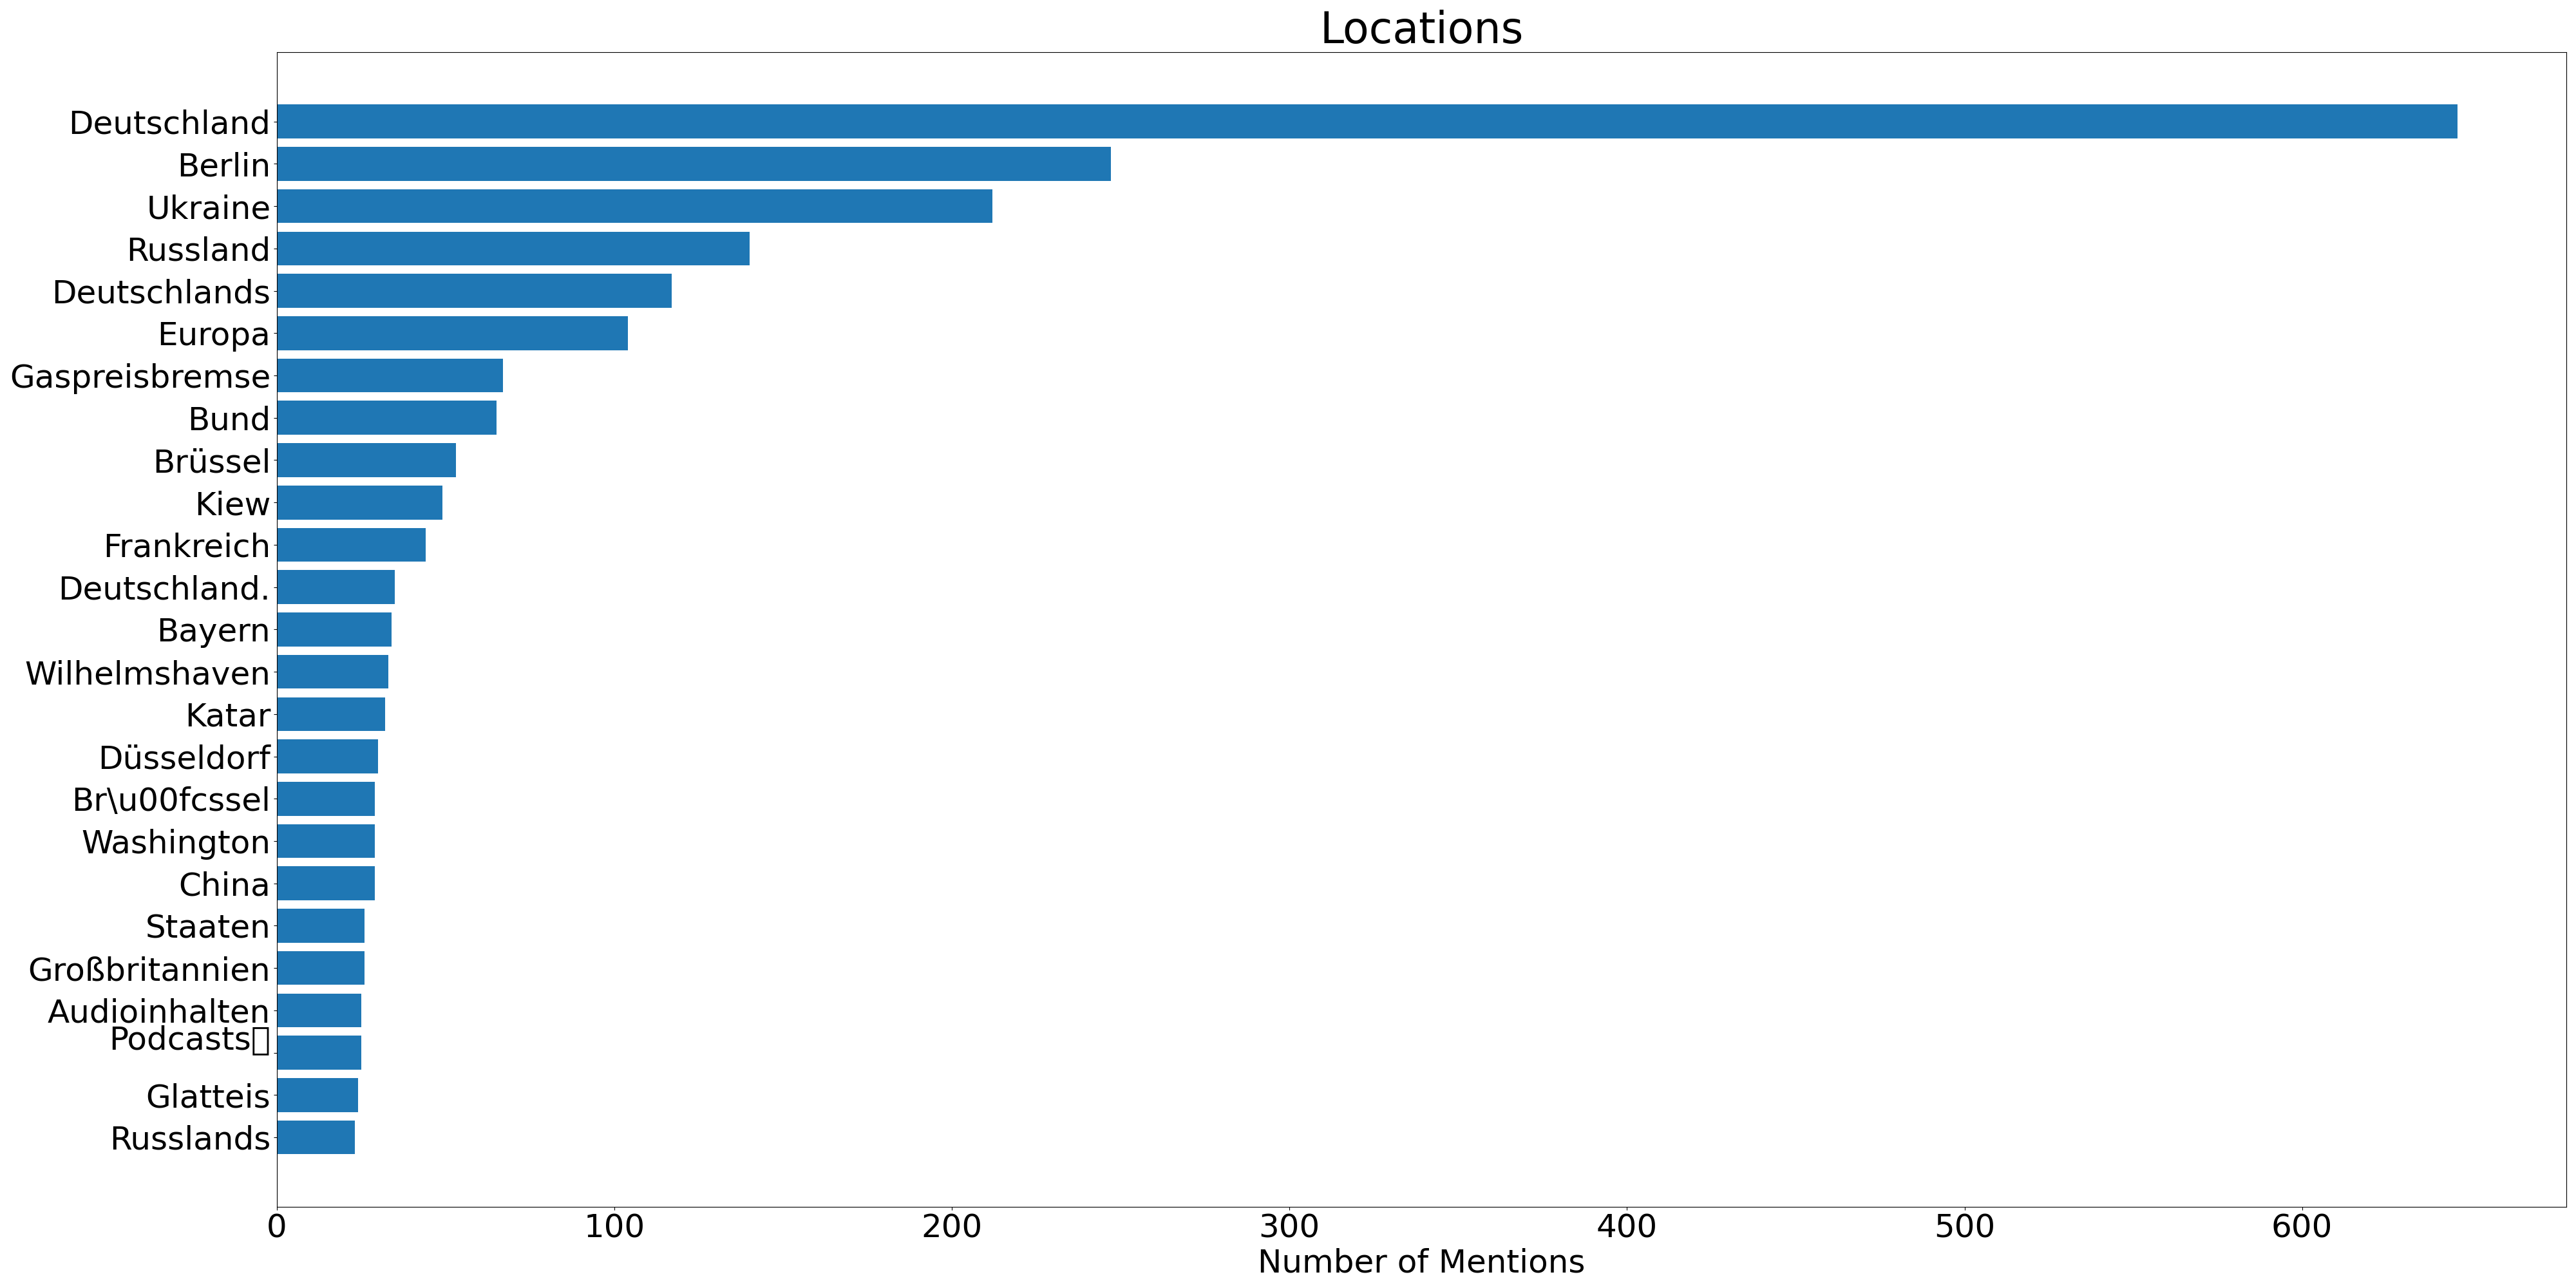 Locations
Deutschland
Berlin
Ukraine
Russland
Deutschlands
Europa
Gaspreisbremse
Bund
Brüssel
Kiew
Frankreich
Deutschland.
Bayern
Wilhelmshaven
Katar
Düsseldorf
Br\u00fcssel
Washington
China
Staaten
Großbritannien
Audioinhalten
Podcasts
Glatteis
Russlands
0 100 200 300 400 500 600
Number of Mentions